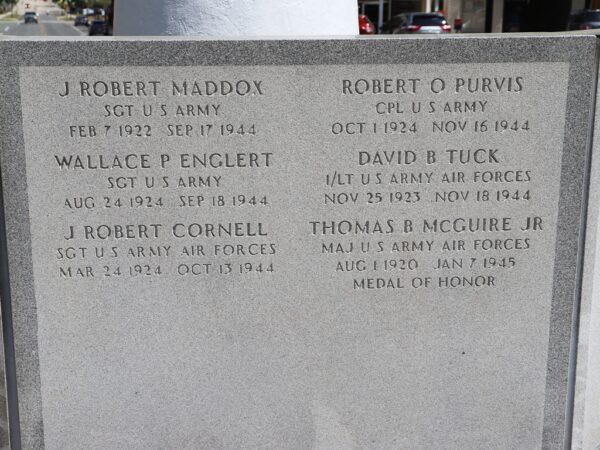 J ROBERT MADDOX
SGT U S ARMY
FEB 7 1922 SEP 17 1944
WALLACE P ENGLERT
SGT U S ARMY
AUG 24 1924 SEP 18 1944
J ROBERT CORNELL
SGT U S ARMY AIR FORCES
MAR 24 1924 OCT 13 1944
ROBERT O PURVIS
CPL U S ARMY
OCT 1 1924 NOV 16 1944
DAVID B TUCK
1/LT U S ARMY AIR FORCES
NOV 25 1923 NOV 18 1944
THOMAS B MCGUIRE JR
MAJ U S ARMY AIR FORCES
AUG 1 1920 JAN 7 1945
MEDAL OF HONOR